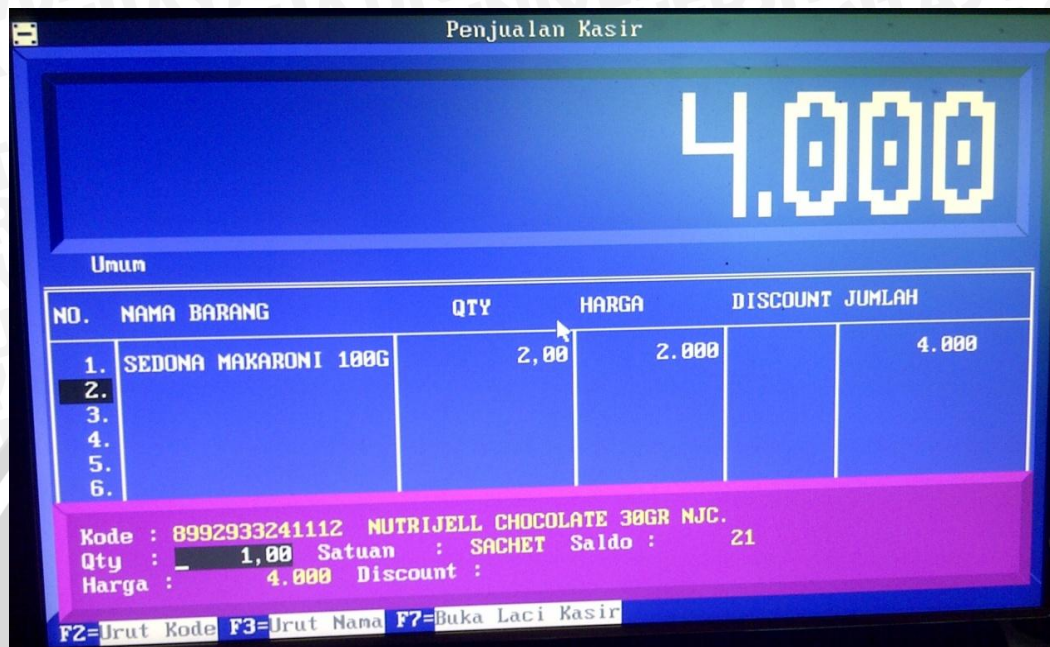 Penjualan Kasir
4.000
Umum
NO. NAMA BARANG QTY HARGA DISCOUNT JUMLAH
1. SEDONA MAKARONI 100G 2,00 2.000 4.000
2.
3.
4.
5.
6.
Kode : 8992933241112 NUTRIJELL CHOCOLATE 30GR NJC.
Qty : 1,00 Satuan : SACHET Saldo : 21
Harga : 4.000 Discount :
F2=Urut Kode F3=Urut Nama F7=Buka Laci Kasir